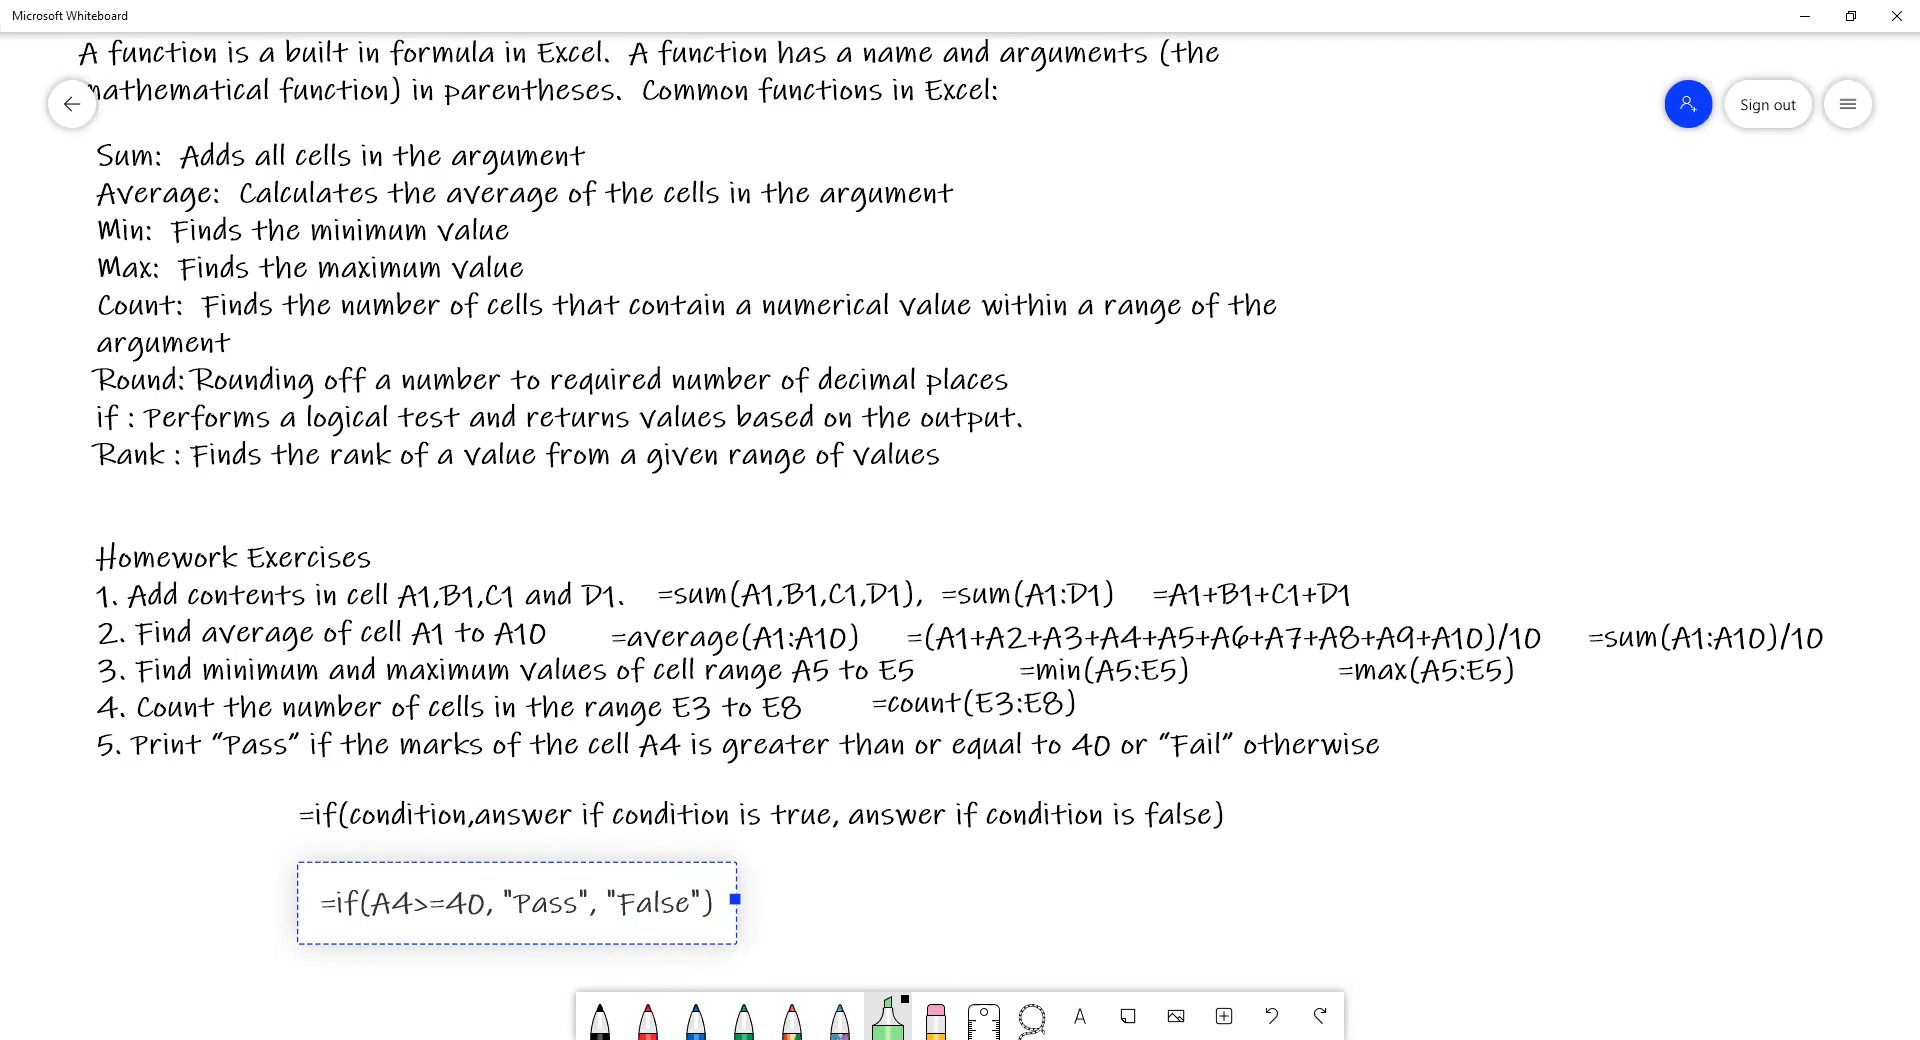 Microsoft Whiteboard
A function is a built in formula in Excel. A function has a name and arguments (the
mathematical function) in parentheses. Common functions in Excel:
Sign out
Sum: Adds all cells in the argument
Average: Calculates the average of the cells in the argument
Min: Finds the minimum value
Max: Finds the maximum value
Count: Finds the number of cells that contain a numerical value within a range of the
argument
Round: Rounding off a number to required number of decimal places
if : Performs a logical test and returns values based on the output.
Rank : Finds the rank of a value from a given range of values
Homework Exercises
1. Add contents in cell A1,B1,C1 and D1. =sum(A1,B1,C1,D1), =sum(A1:D1) =A1+B1+C1+D1
2. Find average of cell A1 to A10 =average(A1:A10) =(A1+A2+A3+A4+A5+A6+A7+A8+A9+A10)/10 =sum(A1:A10)/10
3. Find minimum and maximum values of cell range A5 to E5 =min(A5:E5) =max(A5:E5)
4. Count the number of cells in the range E3 to E8 =count(E3:E8)
5. Print "Pass" if the marks of the cell A4 is greater than or equal to 40 or "Fail" otherwise
=if(condition,answer if condition is true, answer if condition is false)
=if(A4>=40, "Pass", "False")